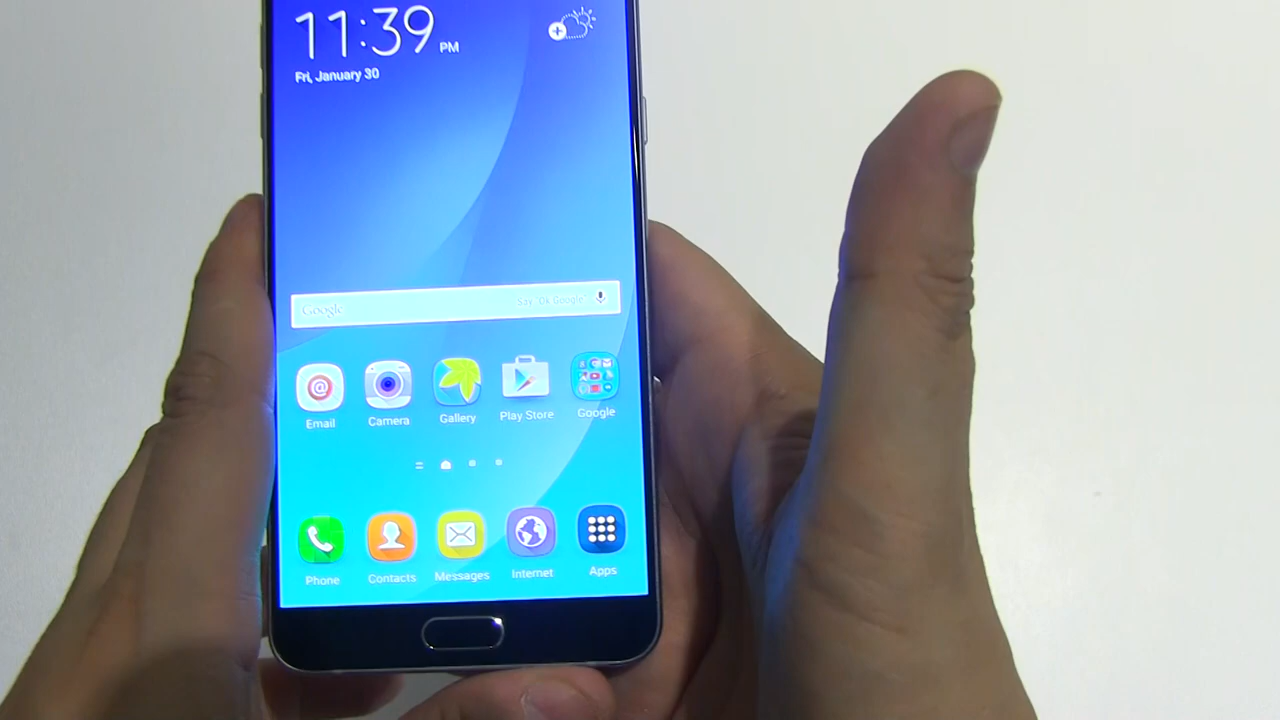 11:39 PM
Fri, January 30
Google Say "Ok Google"
Email Camera Gallery Play Store Google
Phone Contacts Messages Internet Apps